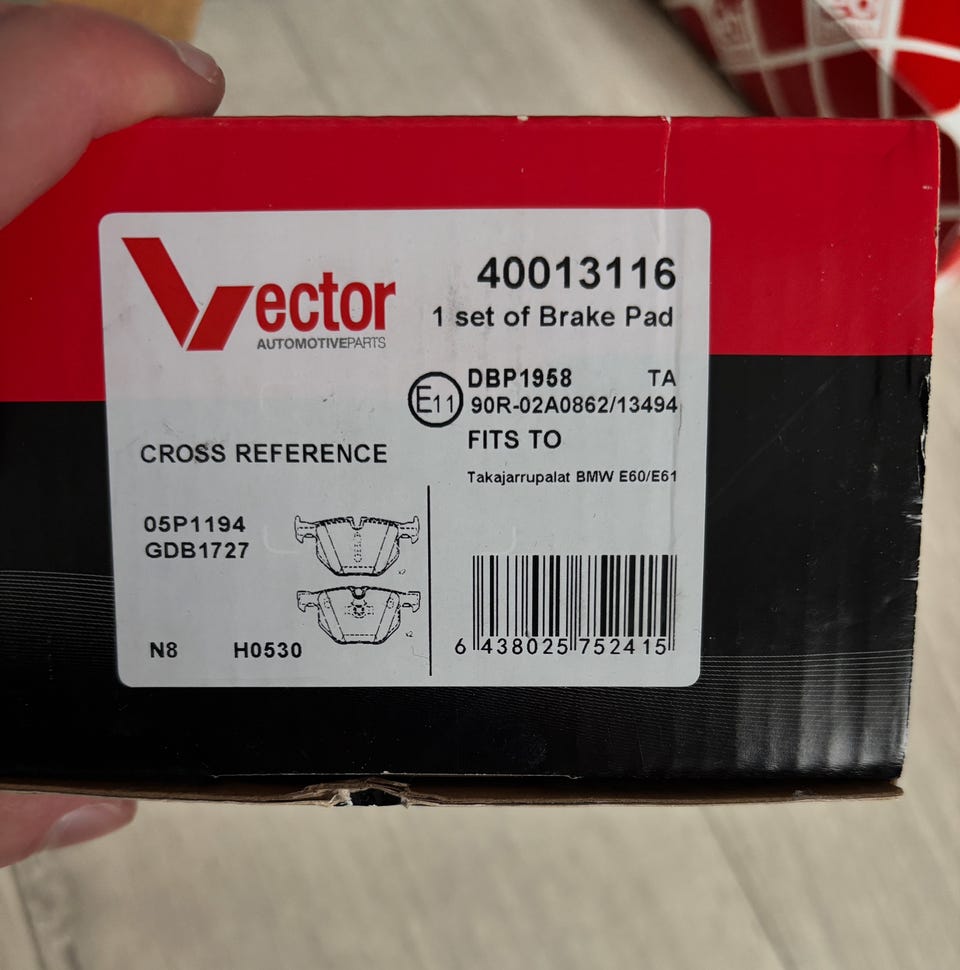 Vector
AUTOMOTIVEPARTS
40013116
1 set of Brake Pad
E11
DBP1958 TA
90R-02A0862/13494
FITS TO
Takajarrupalat BMW E60/E61
CROSS REFERENCE
05P1194
GDB1727
N8 H0530
6 438025 752415